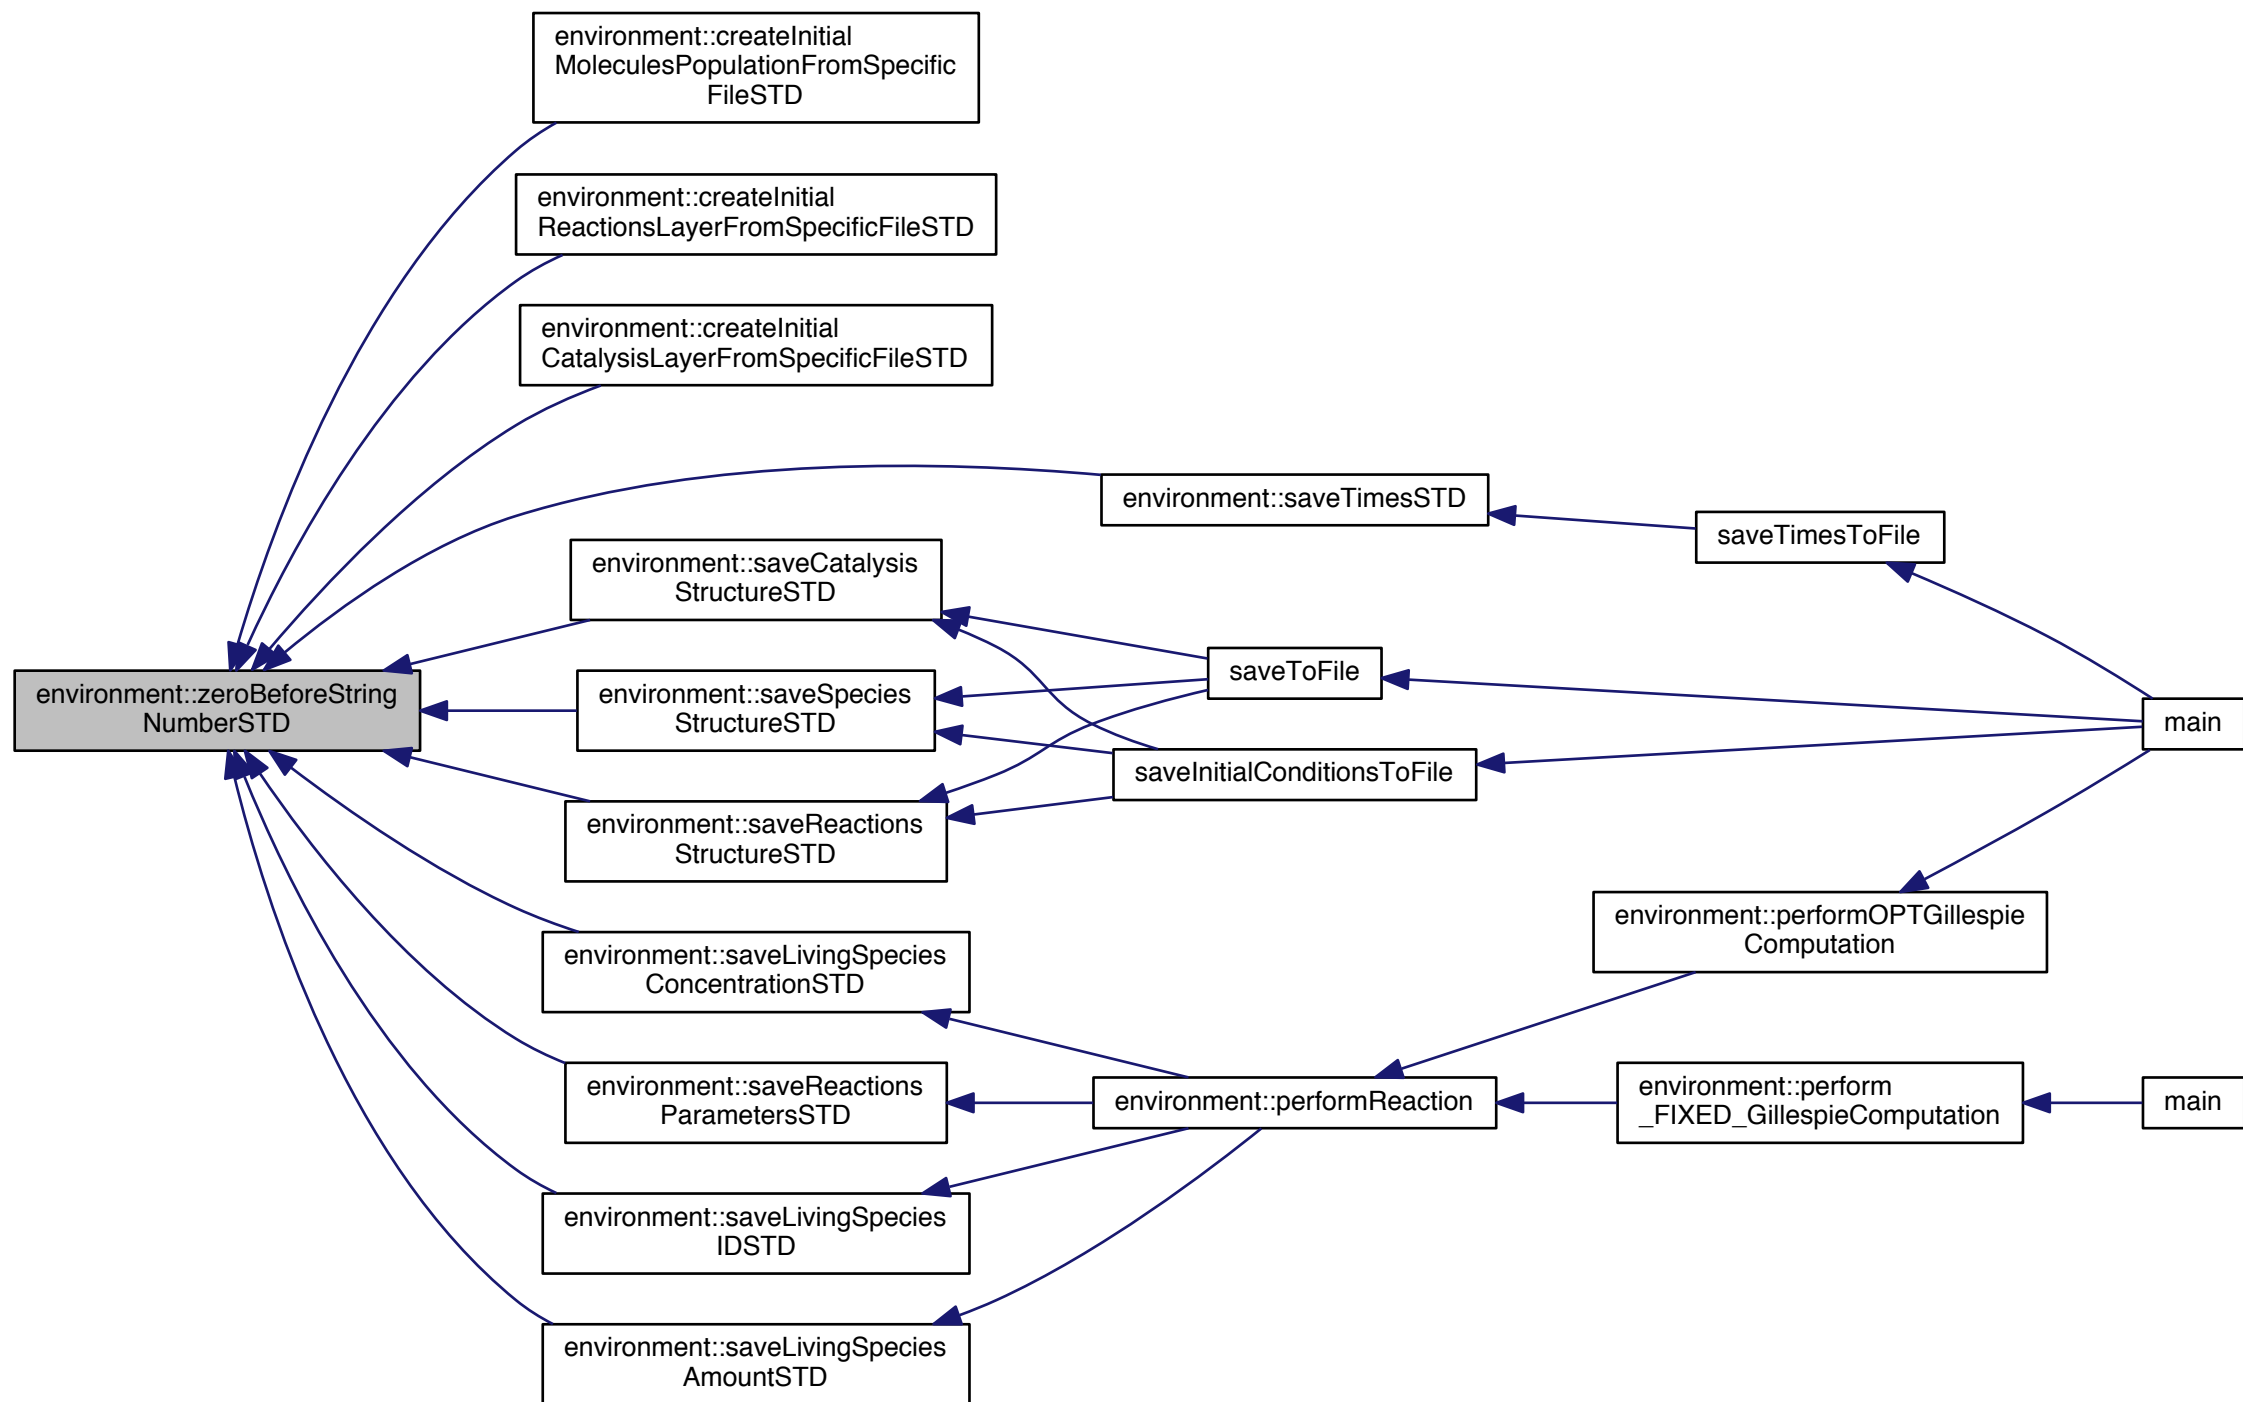 environment::createInitial
MoleculesPopulationFromSpecific
FileSTD
environment::createInitial
ReactionsLayerFromSpecificFileSTD
environment::createInitial
CatalysisLayerFromSpecificFileSTD
environment::saveTimesSTD
saveTimesToFile
environment::saveCatalysis
StructureSTD
saveToFile
environment::zeroBeforeString
NumberSTD
environment::saveSpecies
StructureSTD
main
saveInitialConditionsToFile
environment::saveReactions
StructureSTD
environment::performOPTGillespie
Computation
environment::saveLivingSpecies
ConcentrationSTD
environment::saveReactions
ParametersSTD
environment::performReaction
environment::perform
_FIXED_GillespieComputation
main
environment::saveLivingSpecies
IDSTD
environment::saveLivingSpecies
AmountSTD